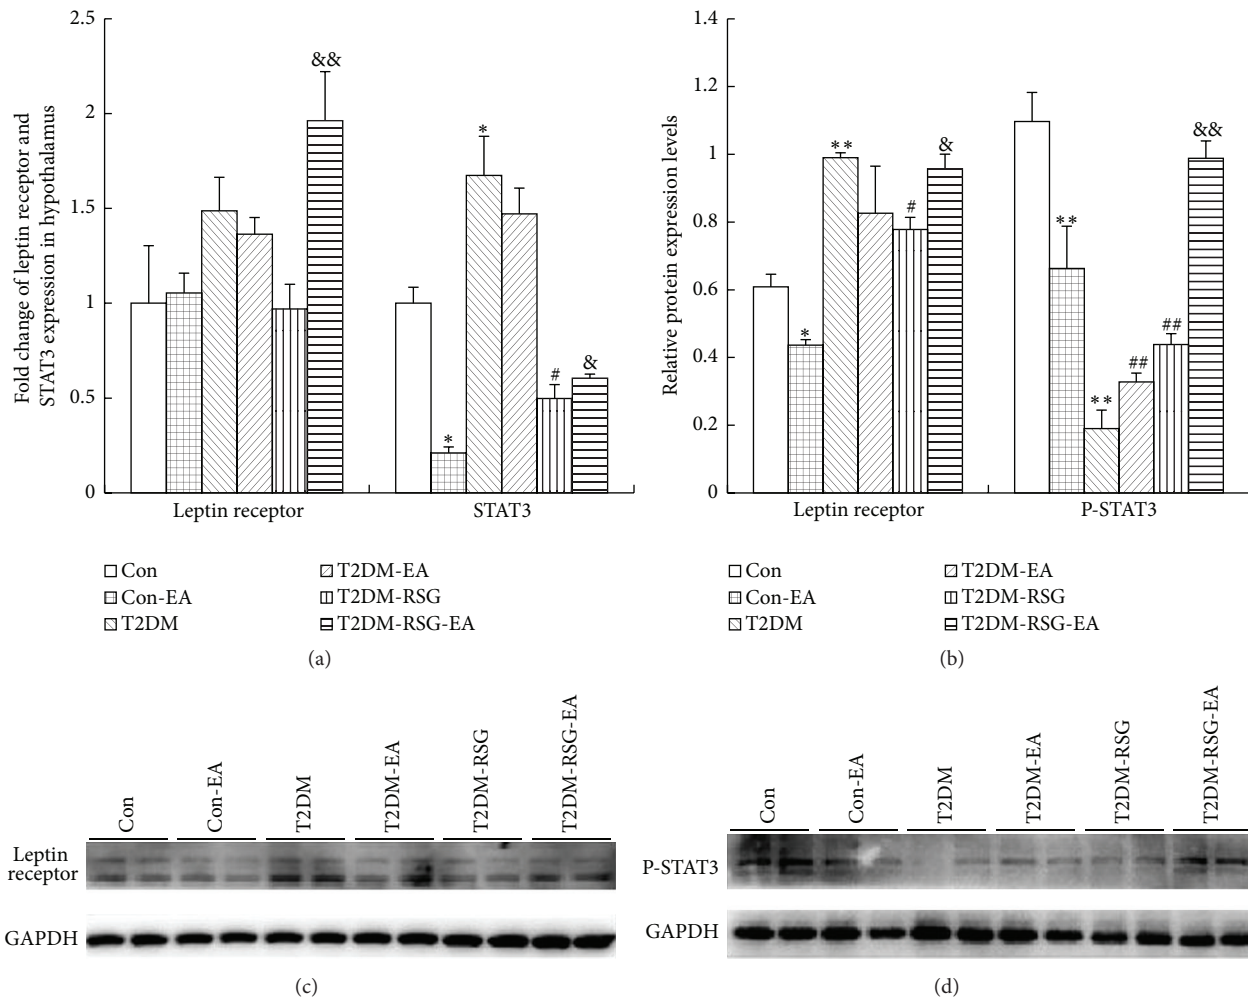 Fold change of leptin receptor and
STAT3 expression in hypothalamus
2.5
2
1.5
1
0.5
0
&&
*
*
#
&
Leptin receptor
STAT3
Con
Con-EA
T2DM
T2DM-EA
T2DM-RSG
T2DM-RSG-EA
(a)
Relative protein expression levels
1.4
1.2
1
0.8
0.6
0.4
0.2
0
*
**
#
&
**
**
##
##
&&
Leptin receptor
P-STAT3
Con
Con-EA
T2DM
T2DM-EA
T2DM-RSG
T2DM-RSG-EA
(b)
Con
Con-EA
T2DM
T2DM-EA
T2DM-RSG
T2DM-RSG-EA
Leptin
receptor
GAPDH
(c)
Con
Con-EA
T2DM
T2DM-EA
T2DM-RSG
T2DM-RSG-EA
P-STAT3
GAPDH
(d)